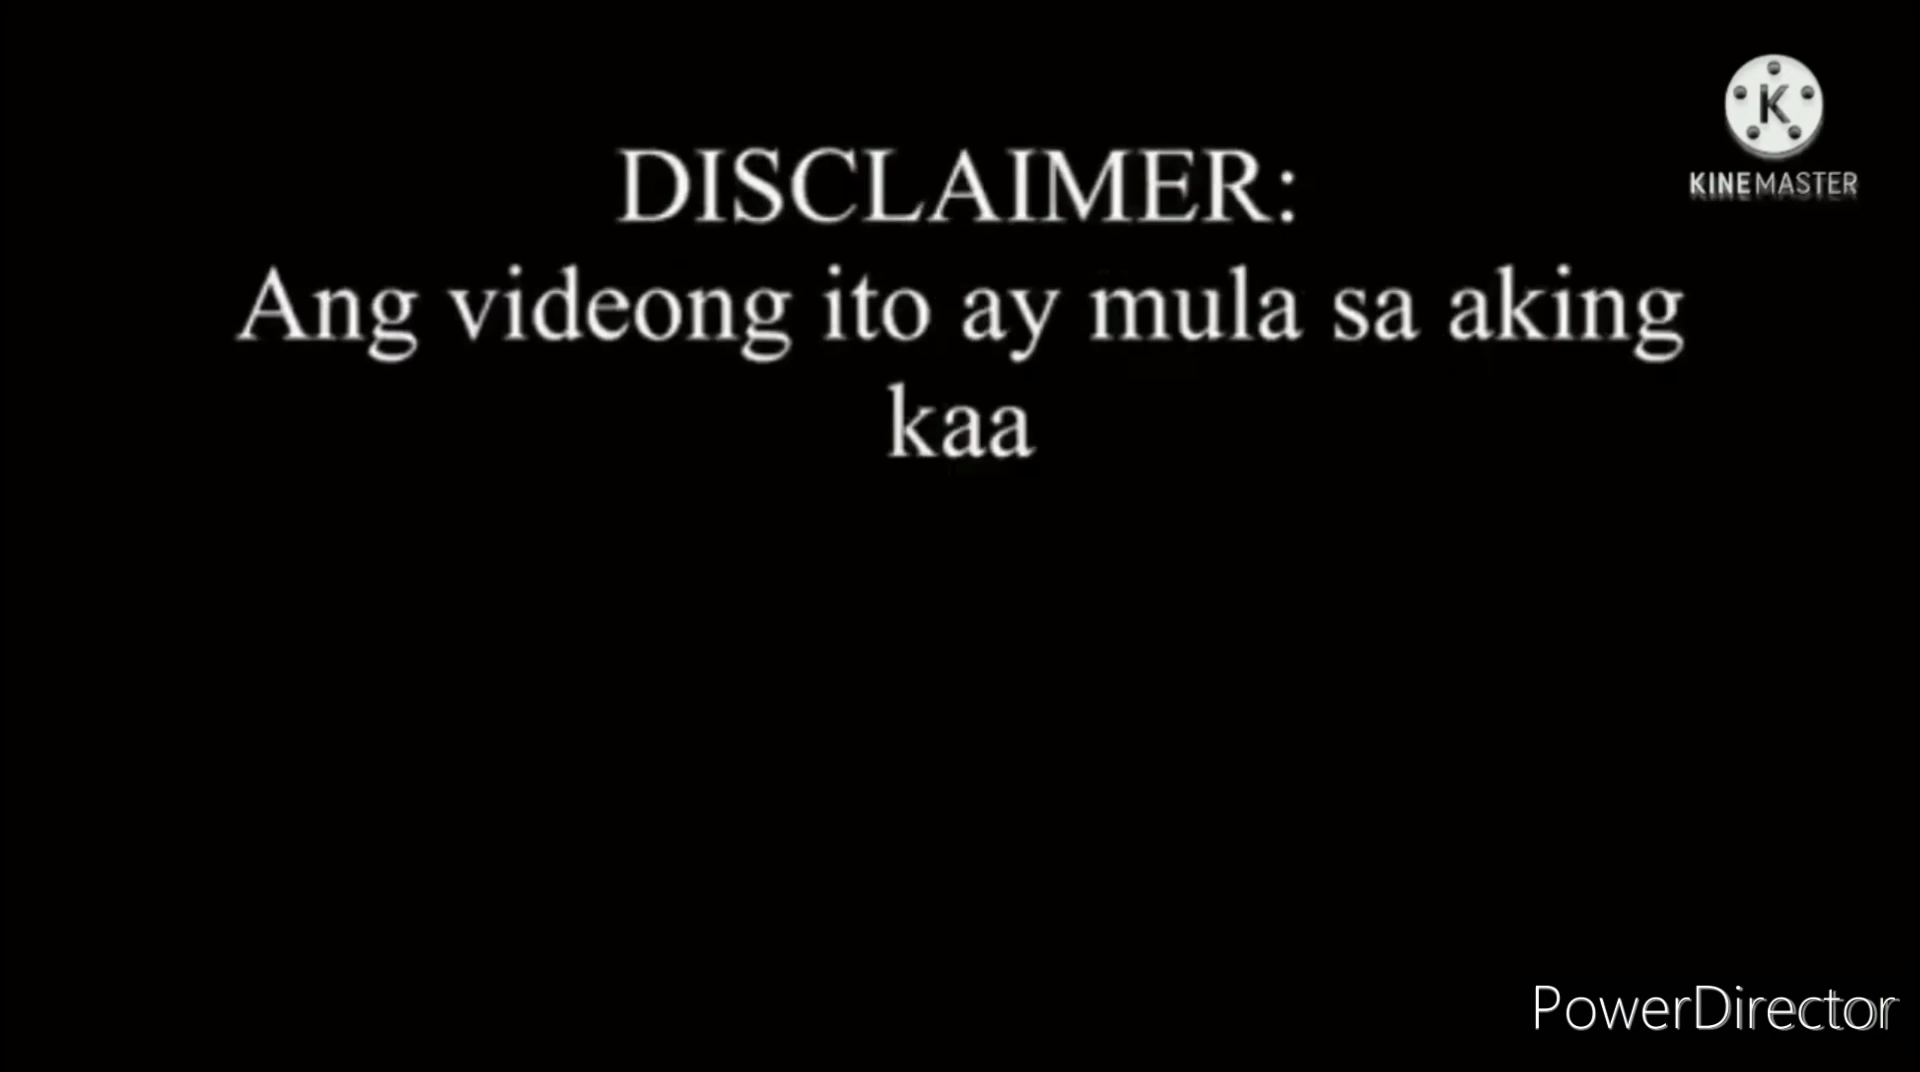 KINEMASTER
DISCLAIMER:
Ang videong ito ay mula sa aking
kaa
PowerDirector